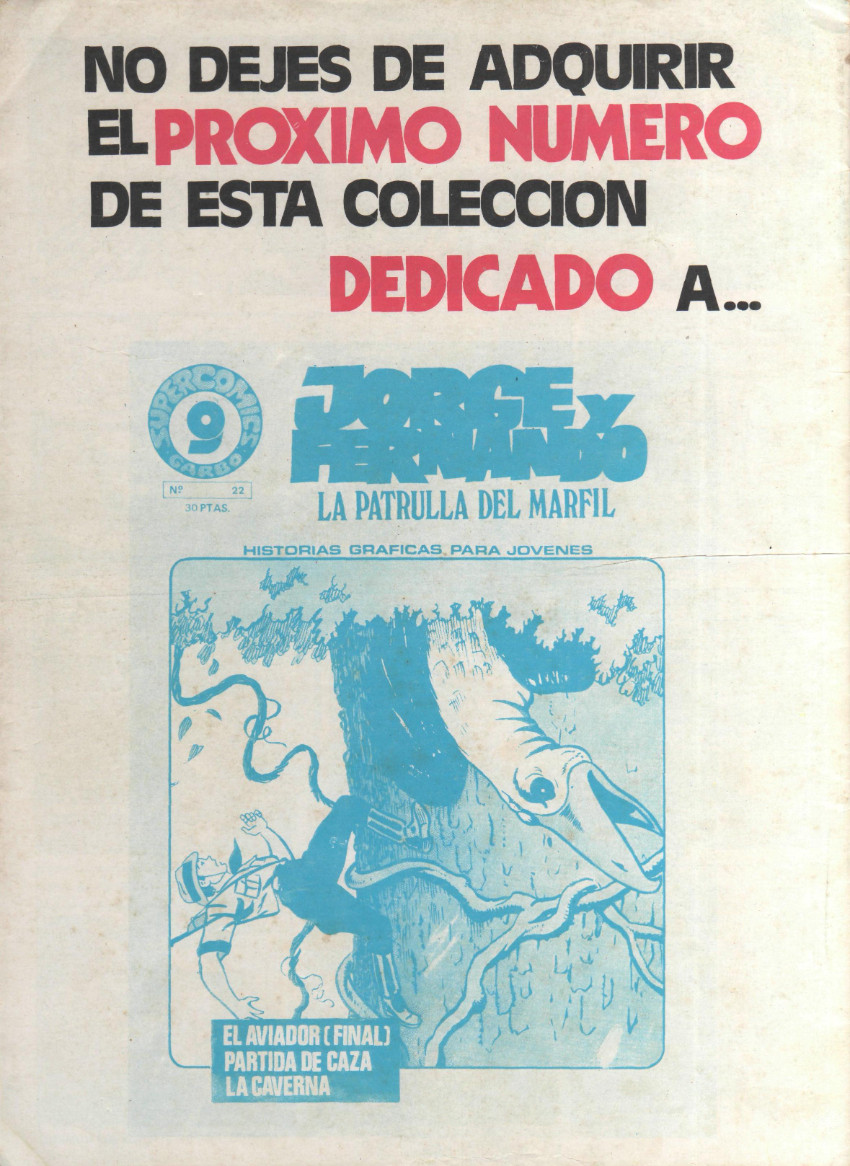 NO DEJES DE ADQUIRIR
EL PROXIMO NUMERO
DE ESTA COLECCION
DEDICADO A...
SUPERCOMICS
9
GARBO
Nº 22
30 PTAS.
JORGE Y
FERNANDO
LA PATRULLA DEL MARFIL
HISTORIAS GRAFICAS PARA JOVENES
EL AVIADOR (FINAL)
PARTIDA DE CAZA
LA CAVERNA